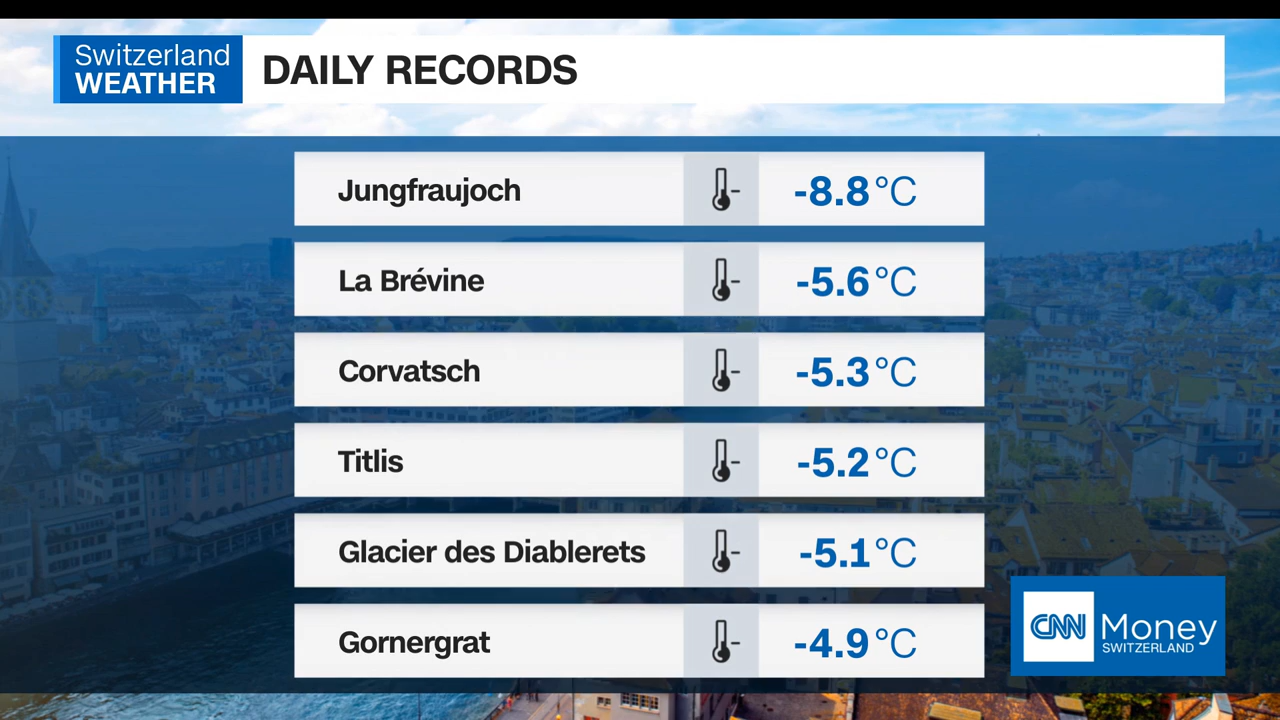 Switzerland
WEATHER
DAILY RECORDS
Jungfraujoch -8.8°C
La Brévine -5.6°C
Corvatsch -5.3°C
Titlis -5.2°C
Glacier des Diablerets -5.1°C
Gornergrat -4.9°C
CNN Money
SWITZERLAND